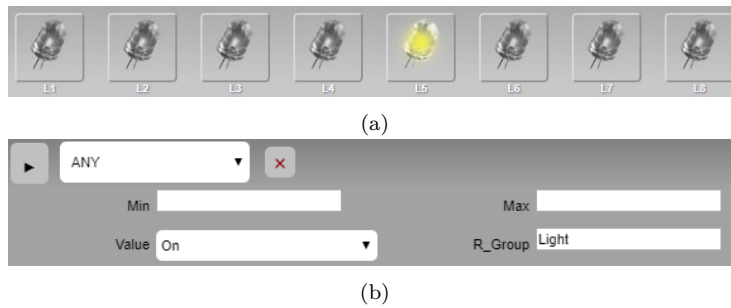 L1 L2 L3 L4 L5 L6 L7 L8
(a)
ANY
Min Max
Value On R_Group Light
(b)